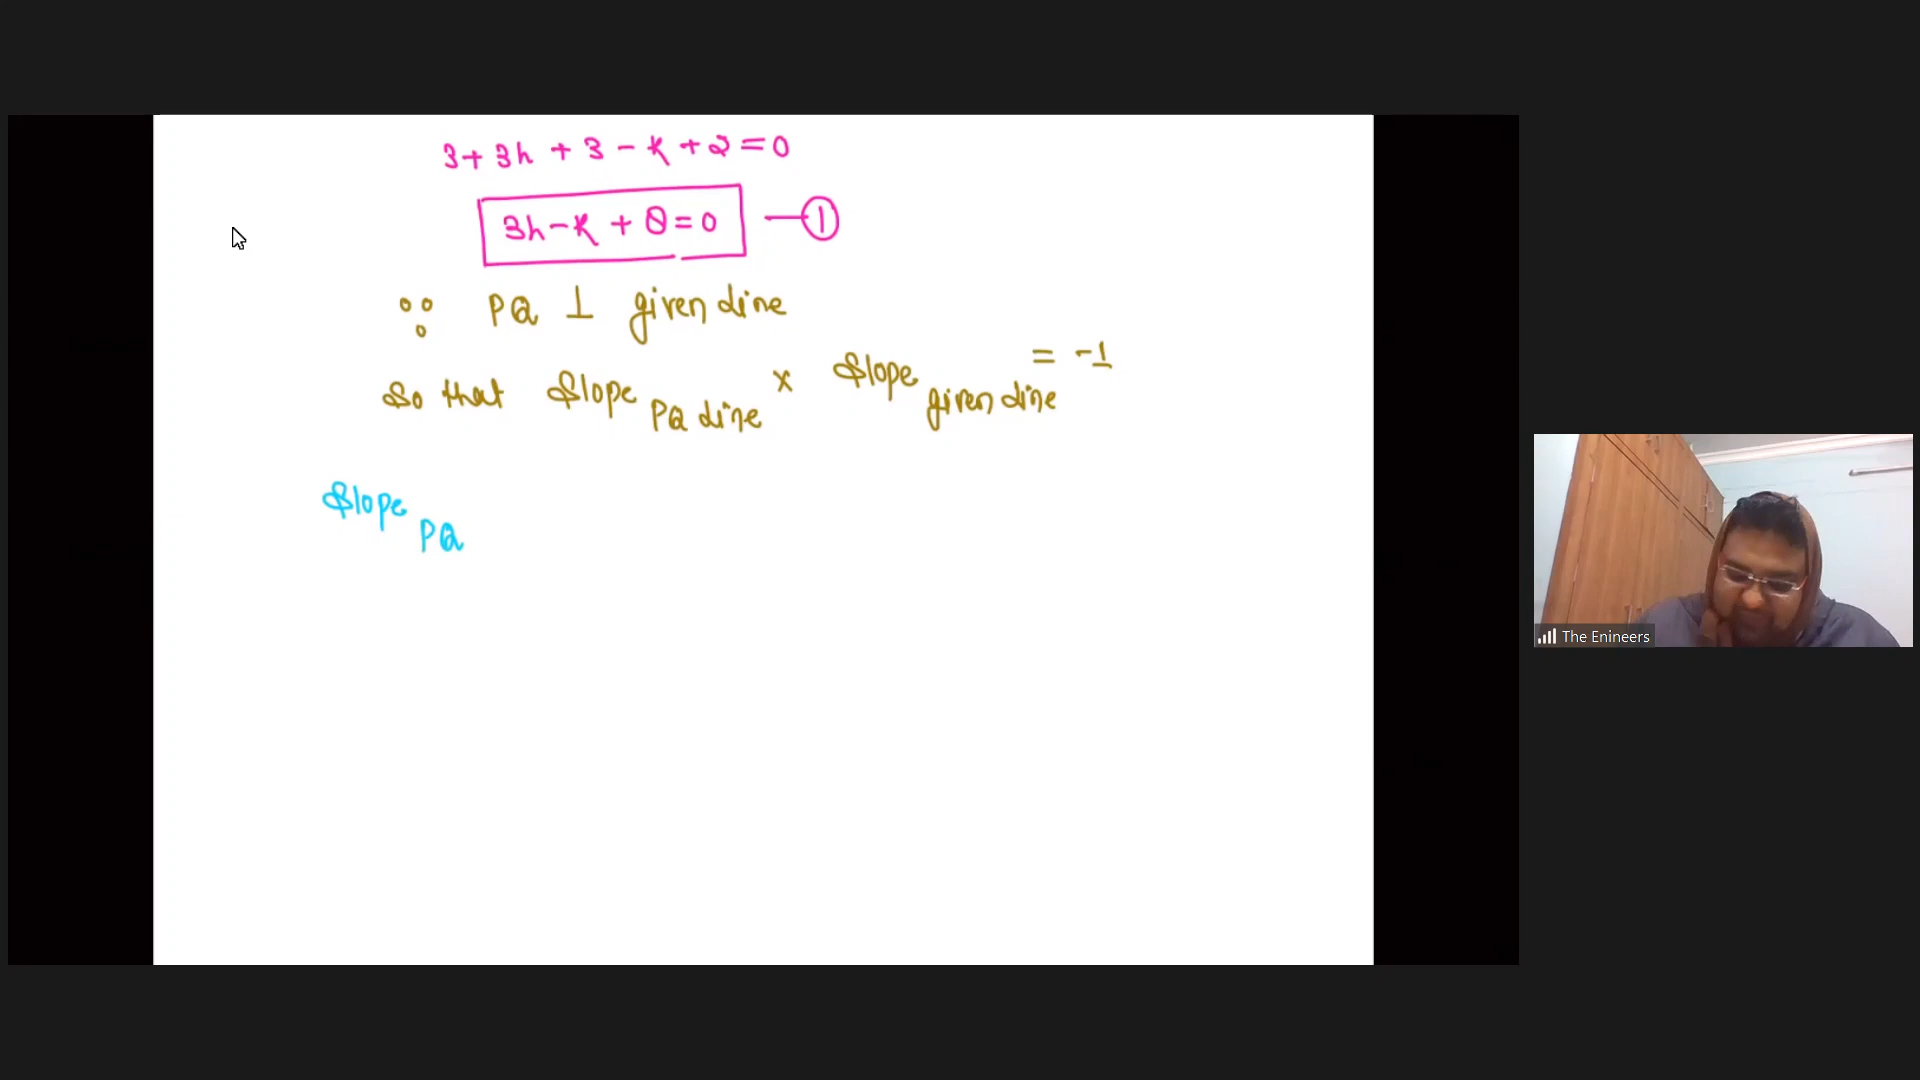 3+3h+3-k+2=0
3h-k+8=0 —①
∵ PQ ⊥ given line
So that Slope PQ line x Slope given line = -1
Slope PQ
The Enineers